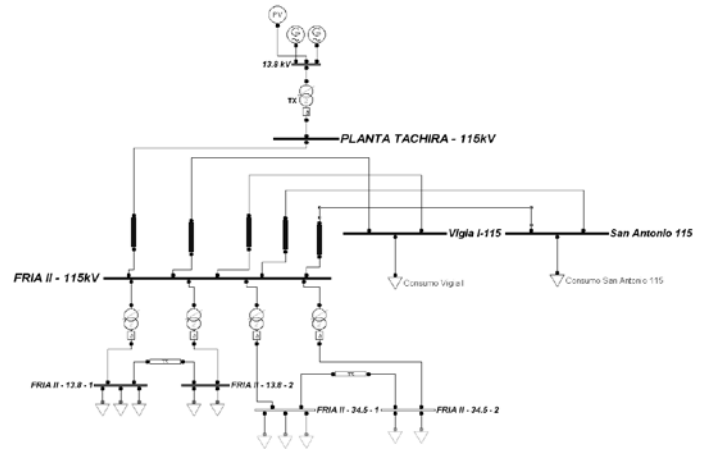 PV
13.8 kV
TX
PLANTA TACHIRA - 115kV
Vigia I-115
San Antonio 115
FRIA II - 115kV
Consumo VigiaI
Consumo San Antonio 115
FRIA II - 13.8 - 1
FRIA II - 13.8 - 2
FRIA II - 34.5 - 1
FRIA II - 34.5 - 2